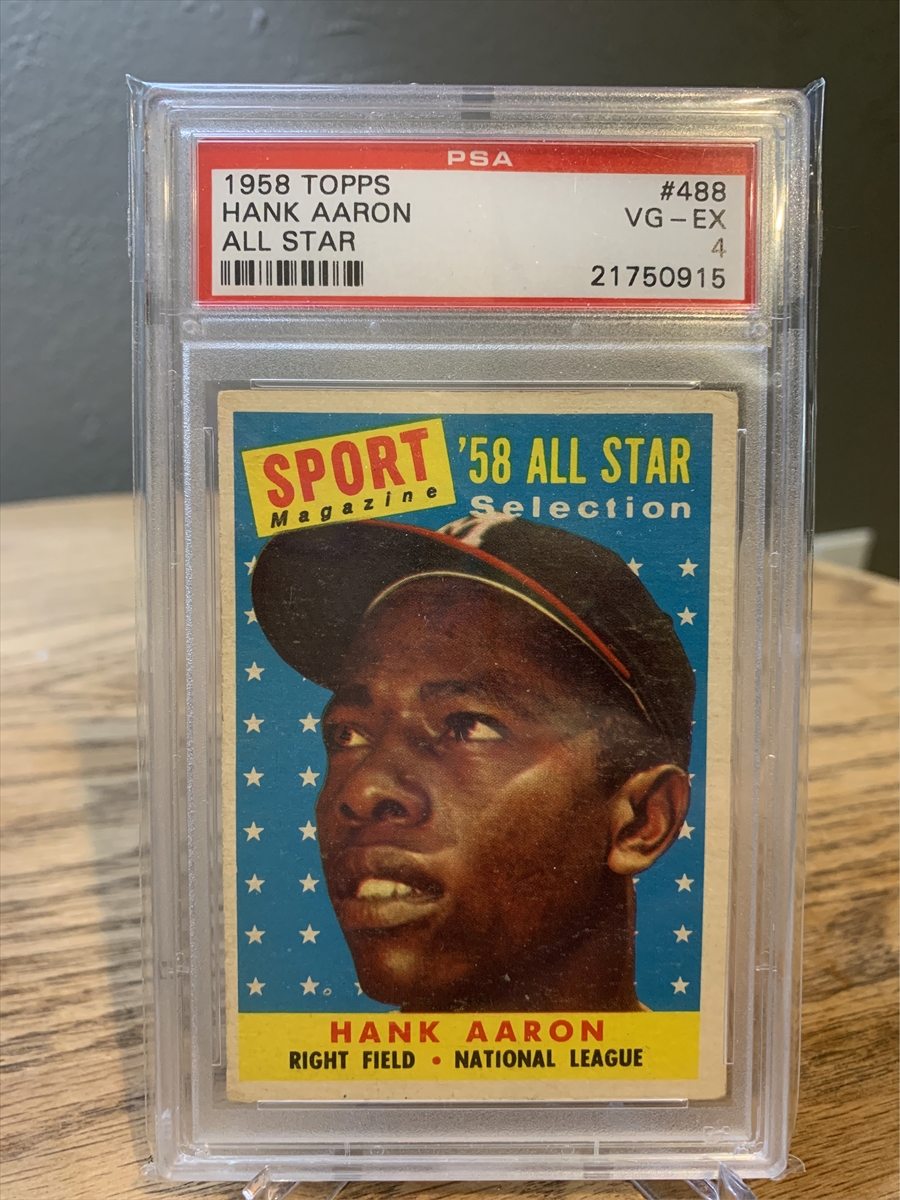 PSA
1958 TOPPS #488
HANK AARON VG-EX
ALL STAR 4
21750915
SPORT
Magazine
'58 ALL STAR
Selection
HANK AARON
RIGHT FIELD • NATIONAL LEAGUE